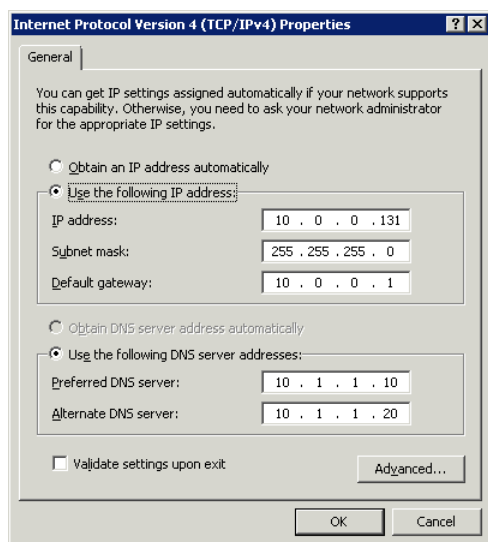 Internet Protocol Version 4 (TCP/IPv4) Properties
General
You can get IP settings assigned automatically if your network supports
this capability. Otherwise, you need to ask your network administrator
for the appropriate IP settings.
Obtain an IP address automatically
Use the following IP address:
IP address: 10 . 0 . 0 . 131
Subnet mask: 255 . 255 . 255 . 0
Default gateway: 10 . 0 . 0 . 1
Obtain DNS server address automatically
Use the following DNS server addresses:
Preferred DNS server: 10 . 1 . 1 . 10
Alternate DNS server: 10 . 1 . 1 . 20
Validate settings upon exit
Advanced...
OK Cancel